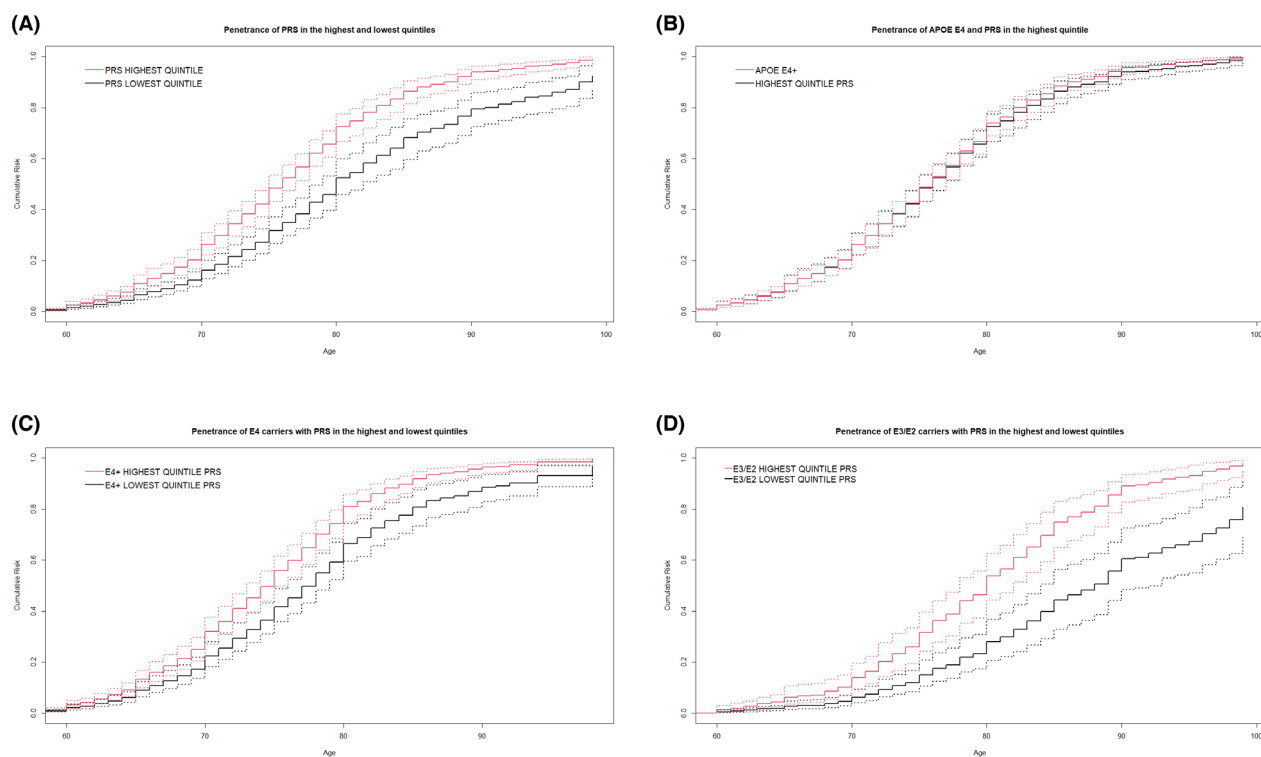 (A)
Penetrance of PRS in the highest and lowest quintiles
PRS HIGHEST QUINTILE
PRS LOWEST QUINTILE
Cumulative Risk
1.0
0.8
0.6
0.4
0.2
0.0
60 70 80 90 100
Age
(B)
Penetrance of APOE E4 and PRS in the highest quintile
APOE E4+
HIGHEST QUINTILE PRS
Cumulative Risk
1.0
0.8
0.6
0.4
0.2
0.0
60 70 80 90 100
Age
(C)
Penetrance of E4 carriers with PRS in the highest and lowest quintiles
E4+ HIGHEST QUINTILE PRS
E4+ LOWEST QUINTILE PRS
Cumulative Risk
1.0
0.8
0.6
0.4
0.2
0.0
60 70 80 90
Age
(D)
Penetrance of E3/E2 carriers with PRS in the highest and lowest quintiles
E3/E2 HIGHEST QUINTILE PRS
E3/E2 LOWEST QUINTILE PRS
Cumulative Risk
1.0
0.8
0.6
0.4
0.2
0.0
60 70 80 90 100
Age